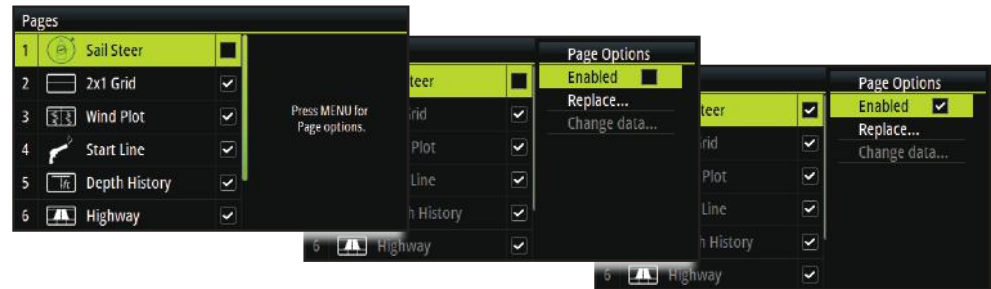 Pages
1 Sail Steer
2 2x1 Grid
3 Wind Plot
4 Start Line
5 ft Depth History
6 Highway
Press MENU for
Page options.
teer
rid
Plot
Line
h History
6 Highway
Page Options
Enabled
Replace...
Change data...
teer
rid
Plot
Line
h History
6 Highway
Page Options
Enabled
Replace...
Change data...